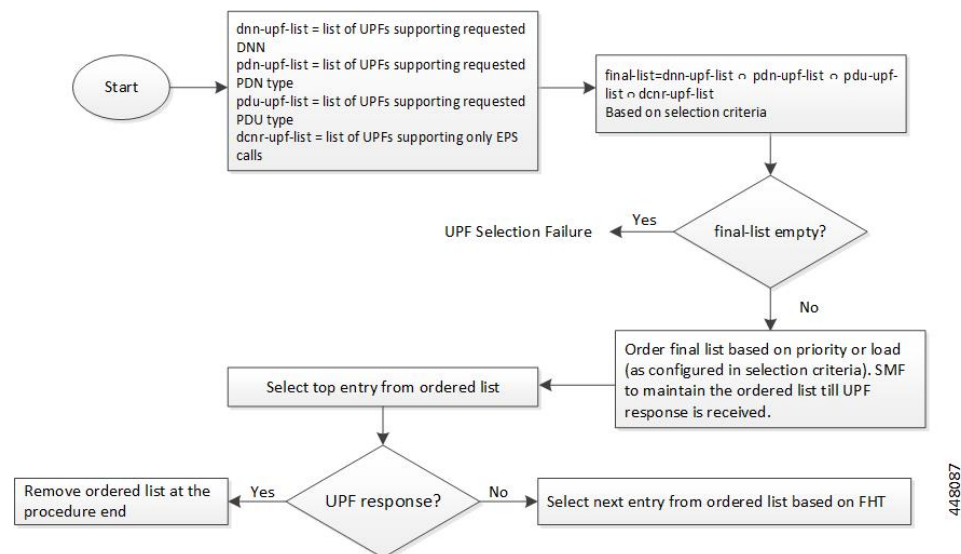 Start
dnn-upf-list = list of UPFs supporting requested
DNN
pdn-upf-list = list of UPFs supporting requested
PDN type
pdu-upf-list = list of UPFs supporting requested
PDU type
dcnr-upf-list = list of UPFs supporting only EPS
calls
final-list=dnn-upf-list ∩ pdn-upf-list ∩ pdu-upf-
list ∩ dcnr-upf-list
Based on selection criteria
final-list empty?
Yes
UPF Selection Failure
No
Order final list based on priority or load
(as configured in selection criteria). SMF
to maintain the ordered list till UPF
response is received.
Select top entry from ordered list
UPF response?
Yes
Remove ordered list at the
procedure end
No
Select next entry from ordered list based on FHT
448087